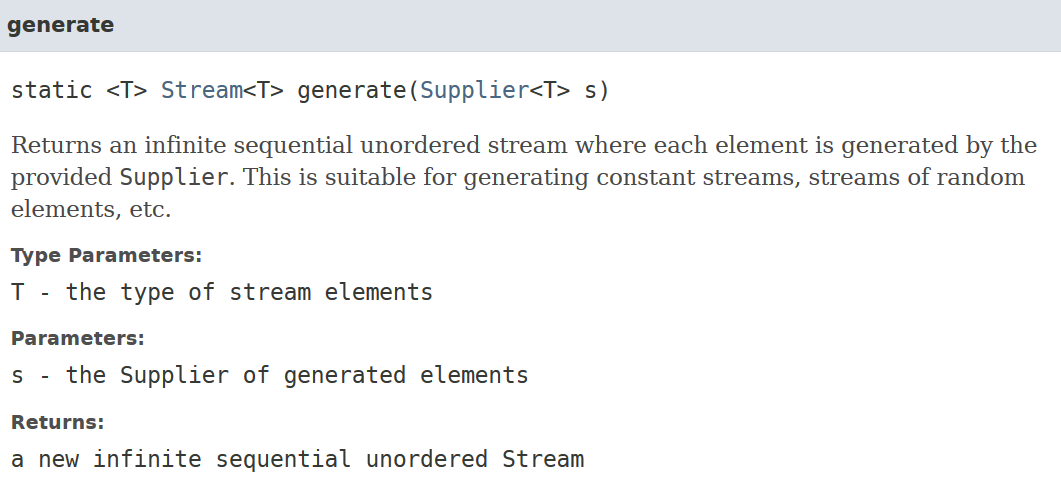 generate
static <T> Stream<T> generate(Supplier<T> s)
Returns an infinite sequential unordered stream where each element is generated by the
provided Supplier. This is suitable for generating constant streams, streams of random
elements, etc.
Type Parameters:
T - the type of stream elements
Parameters:
s - the Supplier of generated elements
Returns:
a new infinite sequential unordered Stream